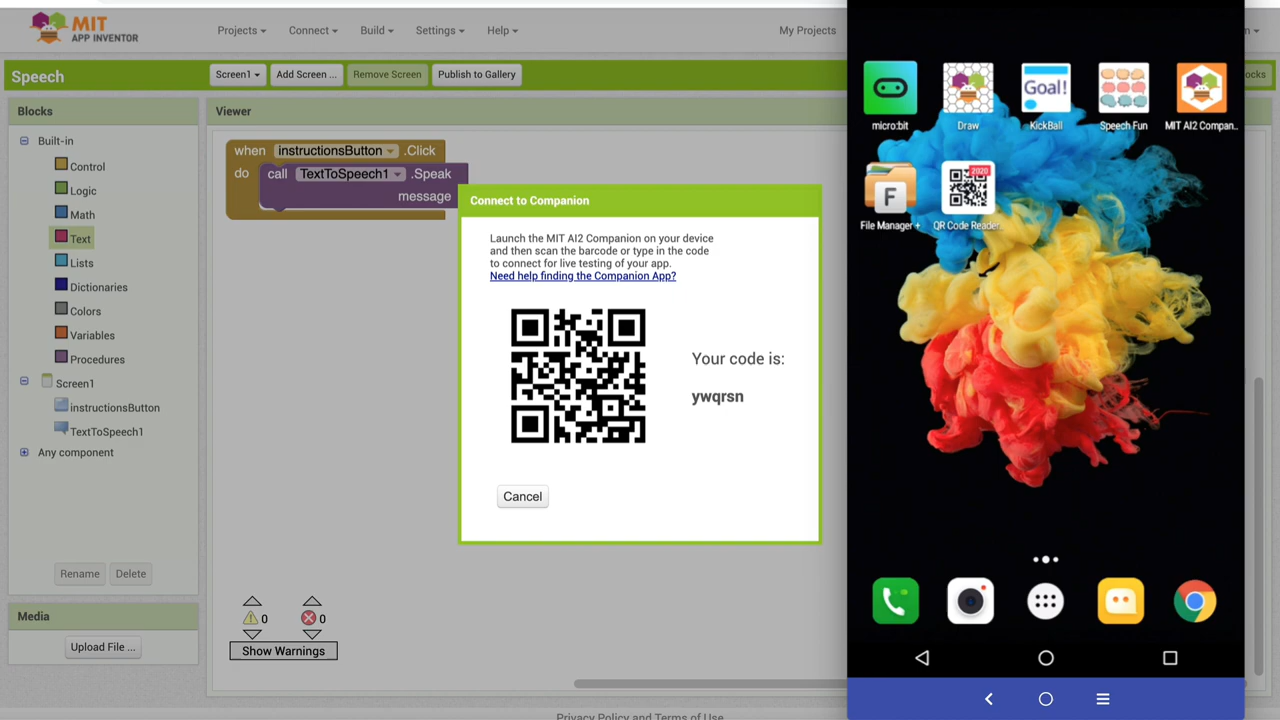 MIT
APP INVENTOR
Projects
Connect
Build
Settings
Help
My Projects
Speech
Screen1
Add Screen ...
Remove Screen
Publish to Gallery
Blocks
Viewer
Built-in
Control
Logic
Math
Text
Lists
Dictionaries
Colors
Variables
Procedures
Screen1
instructionsButton
TextToSpeech1
Any component
Rename
Delete
Media
Upload File ...
when instructionsButton .Click
do call TextToSpeech1 .Speak
message
0
0
Show Warnings
Connect to Companion
Launch the MIT AI2 Companion on your device
and then scan the barcode or type in the code
to connect for live testing of your app.
Need help finding the Companion App?
Your code is:
ywqrsn
Cancel
Privacy Policy and Terms of Use
Goal!
micro:bit
Draw
KickBall
Speech Fun
MIT AI2 Compan..
F
2020
File Manager +
QR Code Reader